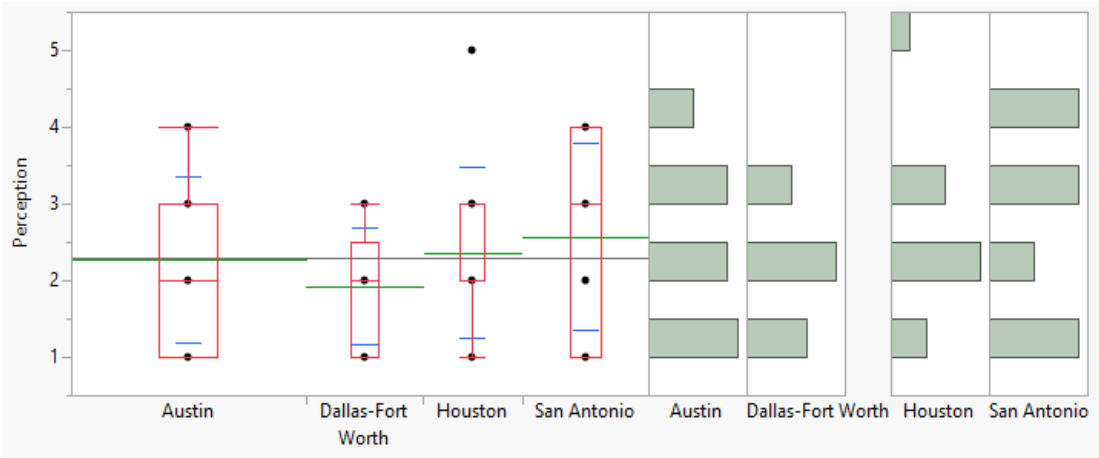 Perception
5
4
3
2
1
Austin
Dallas-Fort
Worth
Houston
San Antonio
Austin
Dallas-Fort Worth
Houston
San Antonio